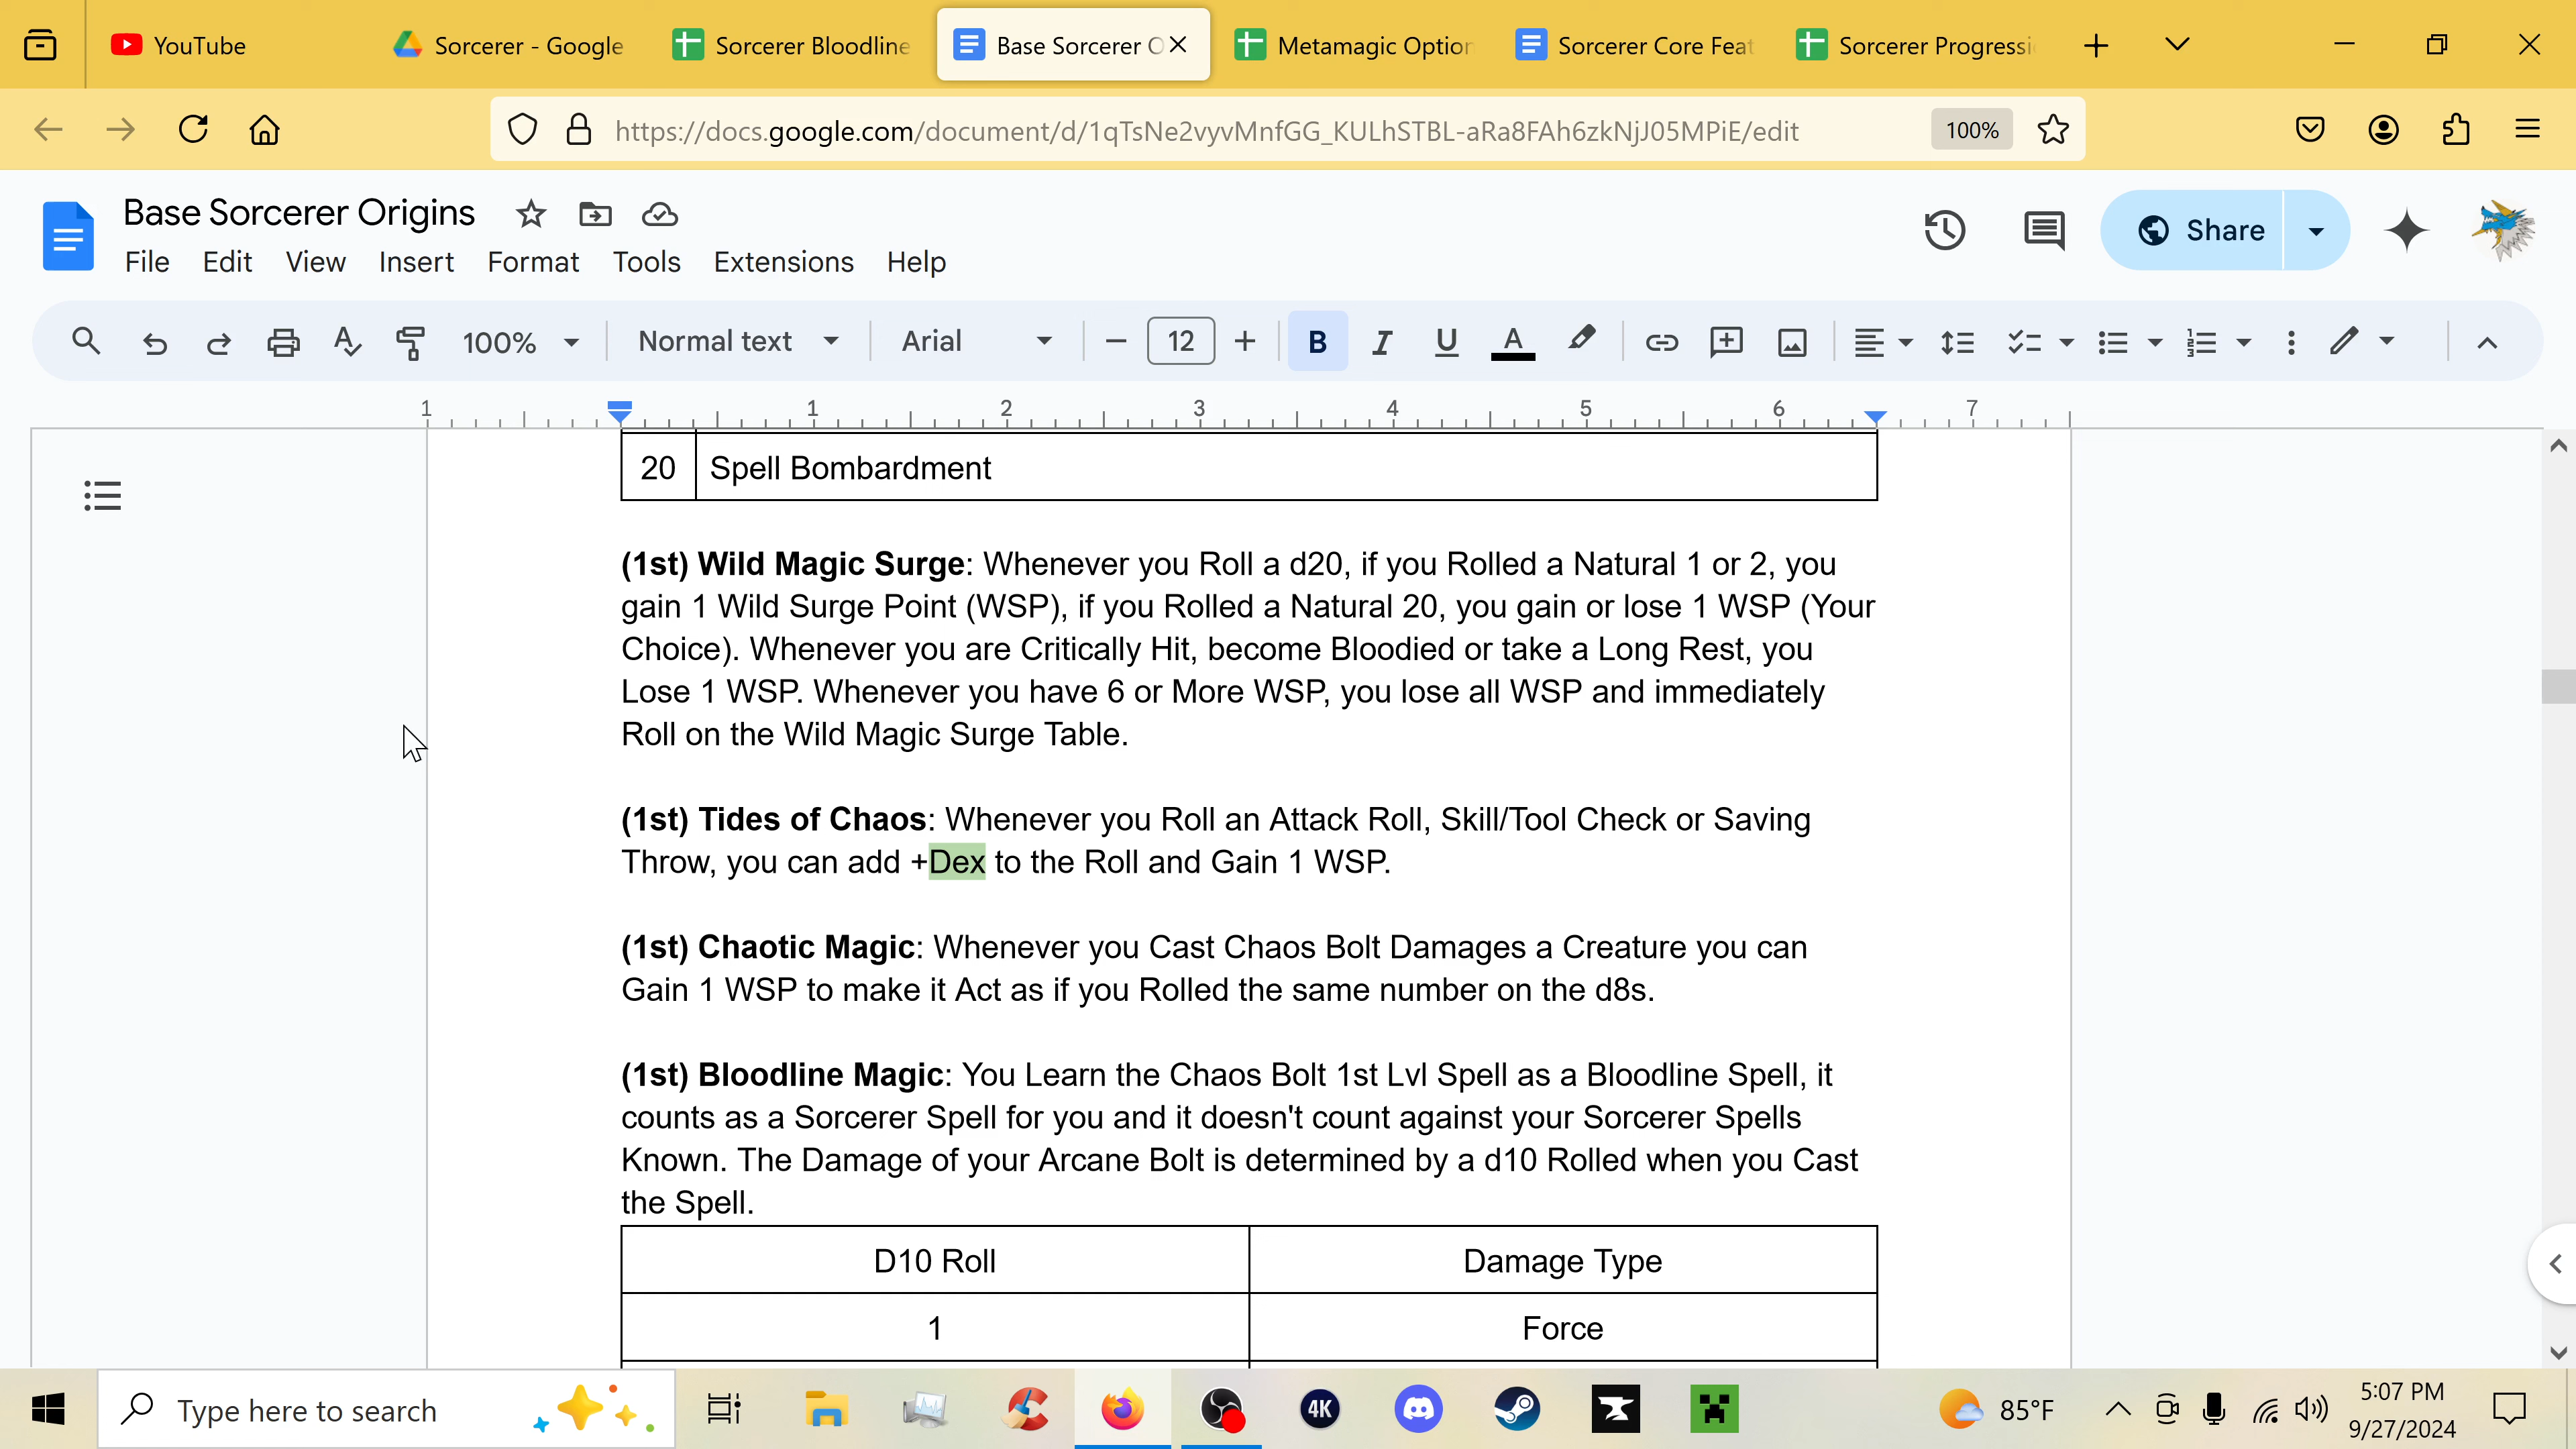 YouTube
Sorcerer - Google
Sorcerer Bloodline
Base Sorcerer O
Metamagic Option
Sorcerer Core Feat
Sorcerer Progressi
https://docs.google.com/document/d/1qTsNe2vyvMnfGG_KULhSTBL-aRa8FAh6zkNjJ05MPiE/edit
100%
Base Sorcerer Origins
File Edit View Insert Format Tools Extensions Help
Share
100%
Normal text
Arial
12
B I U A
1 1 2 3 4 5 6 7
20 Spell Bombardment
(1st) Wild Magic Surge: Whenever you Roll a d20, if you Rolled a Natural 1 or 2, you
gain 1 Wild Surge Point (WSP), if you Rolled a Natural 20, you gain or lose 1 WSP (Your
Choice). Whenever you are Critically Hit, become Bloodied or take a Long Rest, you
Lose 1 WSP. Whenever you have 6 or More WSP, you lose all WSP and immediately
Roll on the Wild Magic Surge Table.
(1st) Tides of Chaos: Whenever you Roll an Attack Roll, Skill/Tool Check or Saving
Throw, you can add +Dex to the Roll and Gain 1 WSP.
(1st) Chaotic Magic: Whenever you Cast Chaos Bolt Damages a Creature you can
Gain 1 WSP to make it Act as if you Rolled the same number on the d8s.
(1st) Bloodline Magic: You Learn the Chaos Bolt 1st Lvl Spell as a Bloodline Spell, it
counts as a Sorcerer Spell for you and it doesn't count against your Sorcerer Spells
Known. The Damage of your Arcane Bolt is determined by a d10 Rolled when you Cast
the Spell.
D10 Roll Damage Type
1 Force
Type here to search
4K
85°F
5:07 PM
9/27/2024